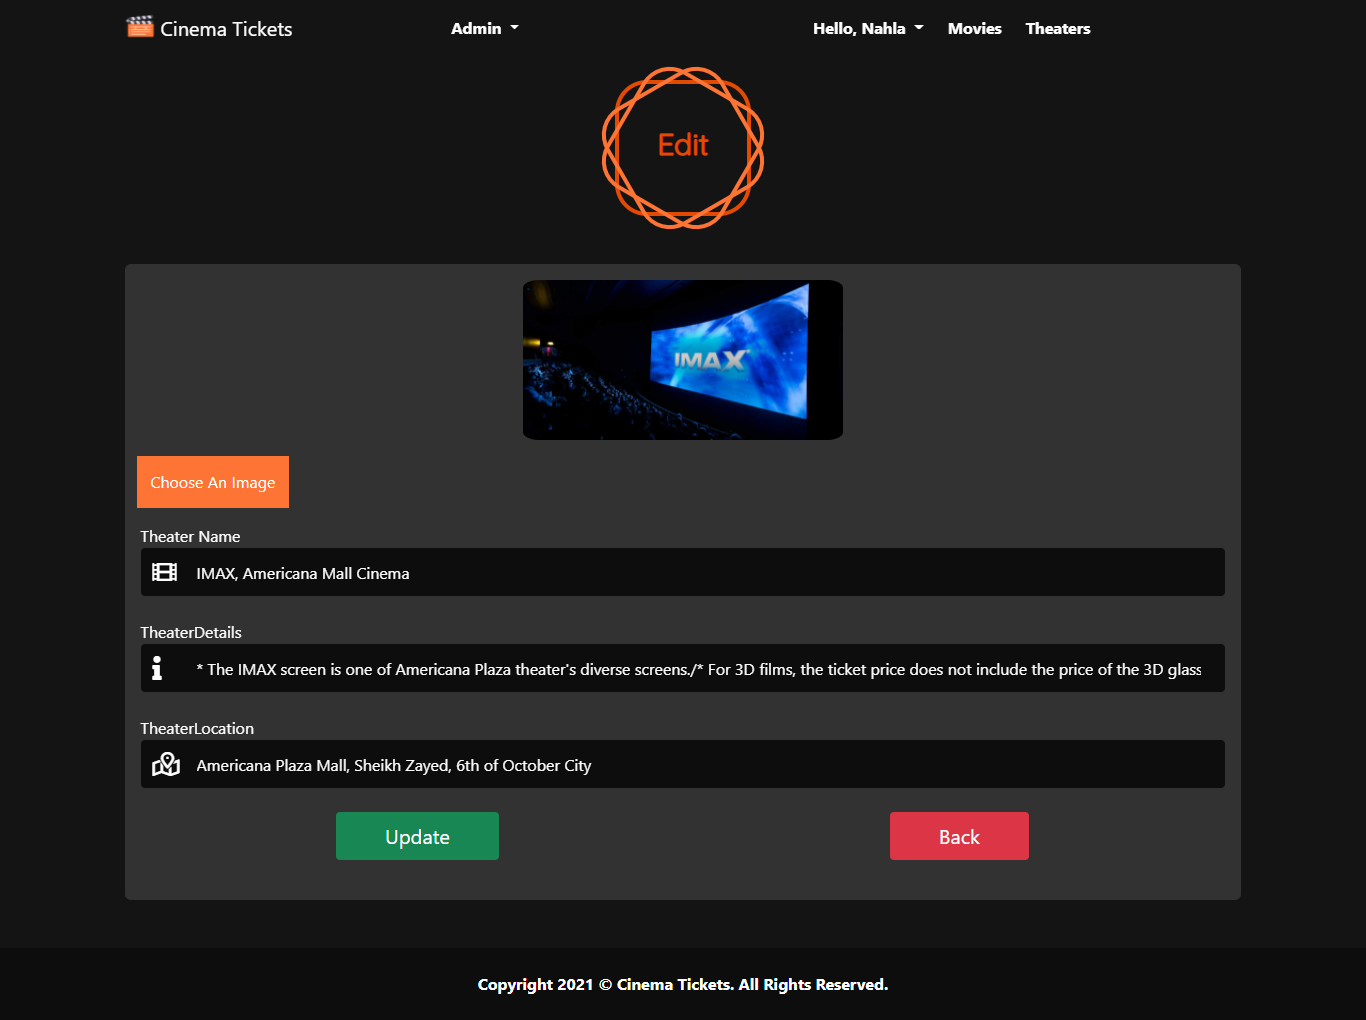 Cinema Tickets
Admin
Hello, Nahla
Movies
Theaters
Edit
IMAX
Choose An Image
Theater Name
IMAX, Americana Mall Cinema
TheaterDetails
* The IMAX screen is one of Americana Plaza theater's diverse screens./* For 3D films, the ticket price does not include the price of the 3D glass
TheaterLocation
Americana Plaza Mall, Sheikh Zayed, 6th of October City
Update
Back
Copyright 2021 © Cinema Tickets. All Rights Reserved.